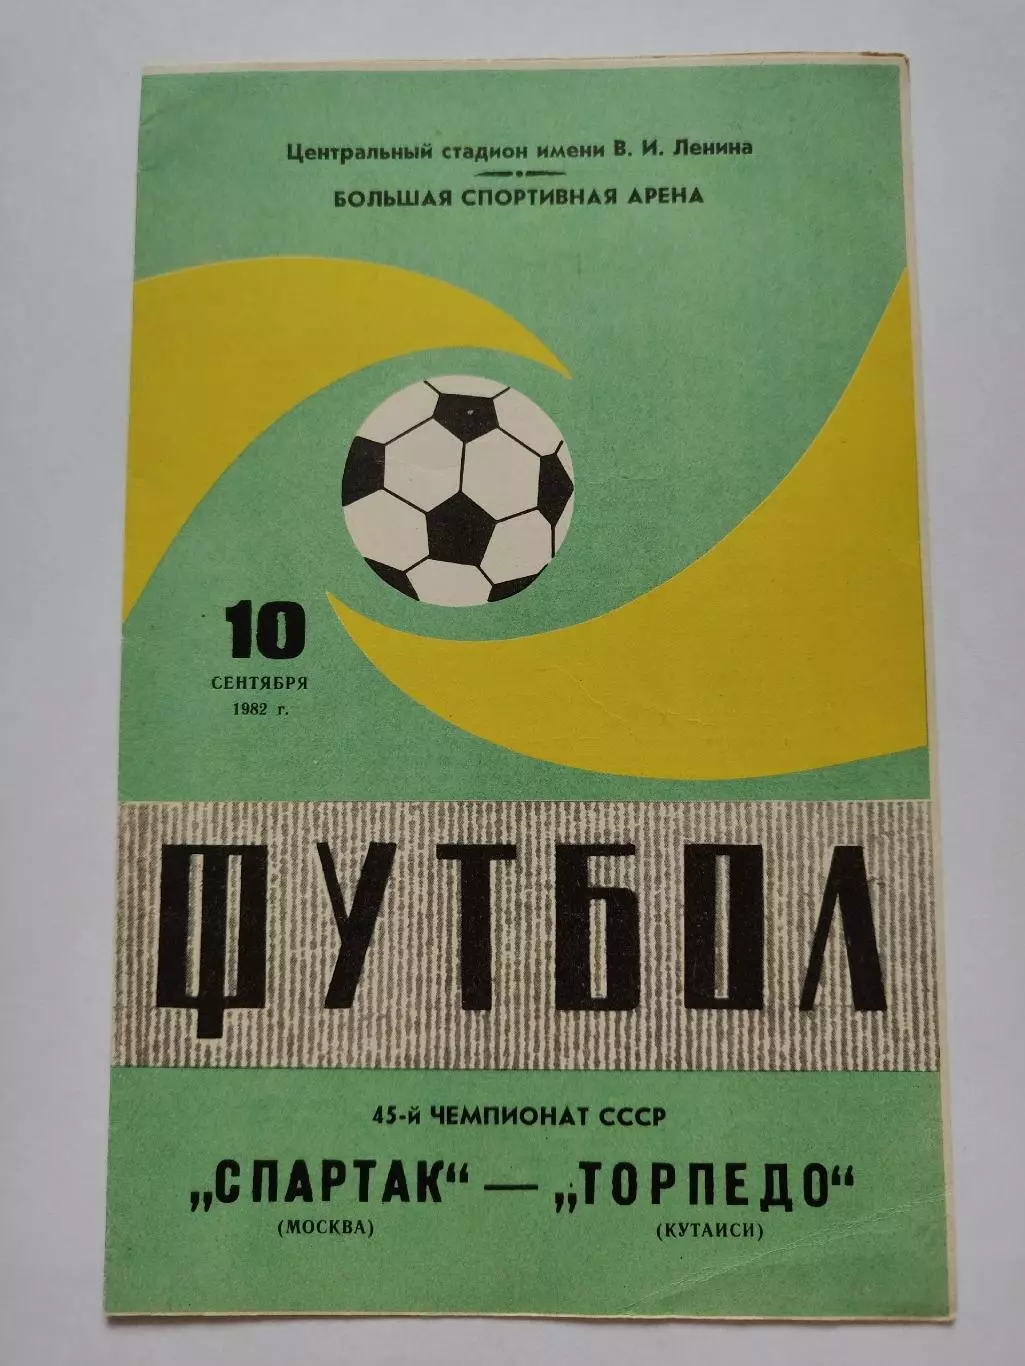 Центральный стадион имени В. И. Ленина
БОЛЬШАЯ СПОРТИВНАЯ АРЕНА
10
СЕНТЯБРЯ
1982 г.
ФУТБОЛ
45-й ЧЕМПИОНАТ СССР
„СПАРТАК“ — „ТОРПЕДО“
(МОСКВА) (КУТАИСИ)